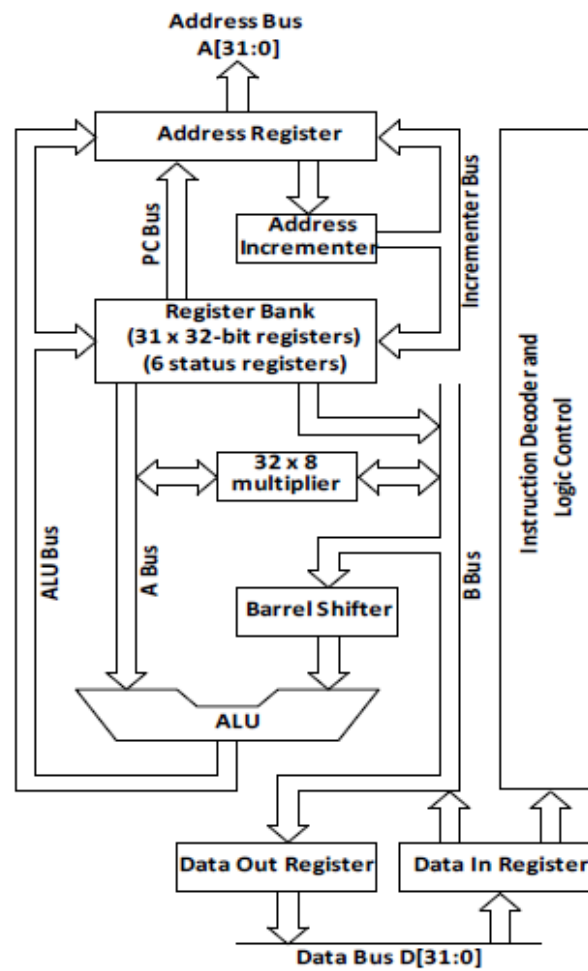 Address Bus
A[31:0]
Address Register
PC Bus
Address
Incrementer
Incrementer Bus
Register Bank
(31 x 32-bit registers)
(6 status registers)
Instruction Decoder and
Logic Control
32 x 8
multiplier
ALU Bus
A Bus
B Bus
Barrel Shifter
ALU
Data Out Register
Data In Register
Data Bus D[31:0]